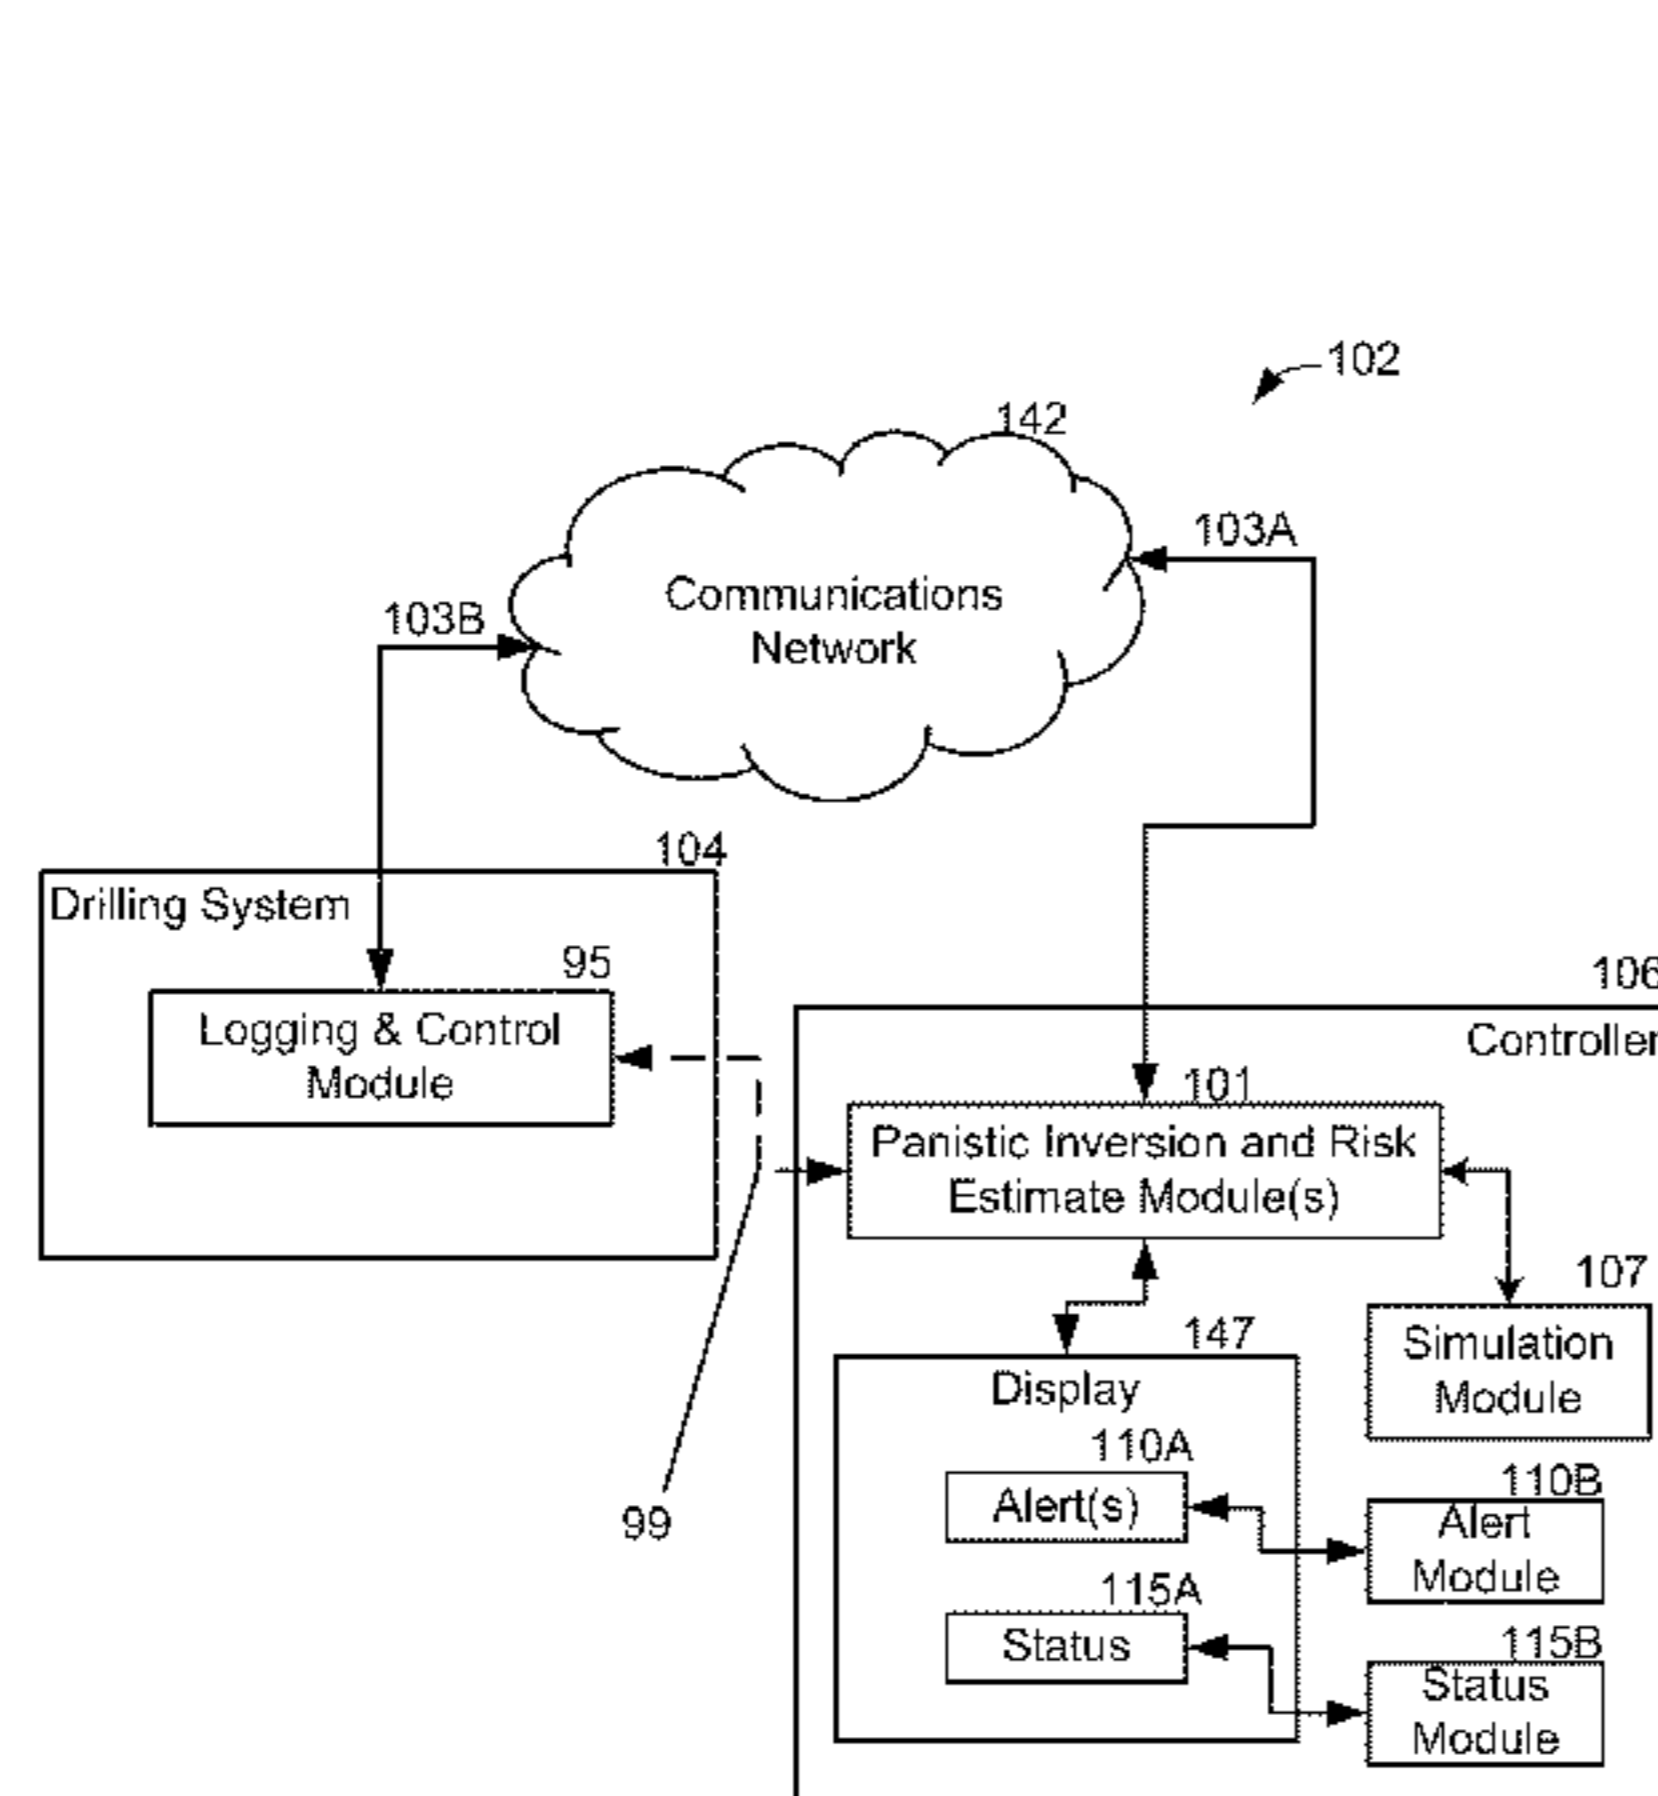 102
142
103A
Communications
Network
103B
104
Drilling System
95
Logging & Control
Module
106
Controller
101
Panistic Inversion and Risk
Estimate Module(s)
107
Simulation
Module
147
Display
110A
Alert(s)
110B
Alert
Module
99
115A
Status
115B
Status
Module